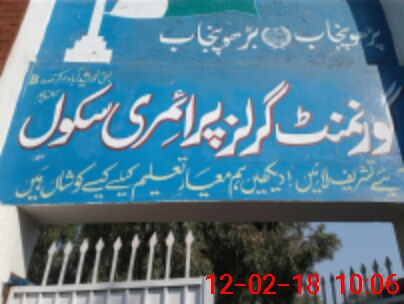 پڑھو پنجاب بڑھو پنجاب
گورنمنٹ گرلز پرائمری سکول
آئیے تشریف لائیں! دیکھیں ہم معیار تعلیم کیلئے کیسے کوشاں ہیں
12-02-18 10:06